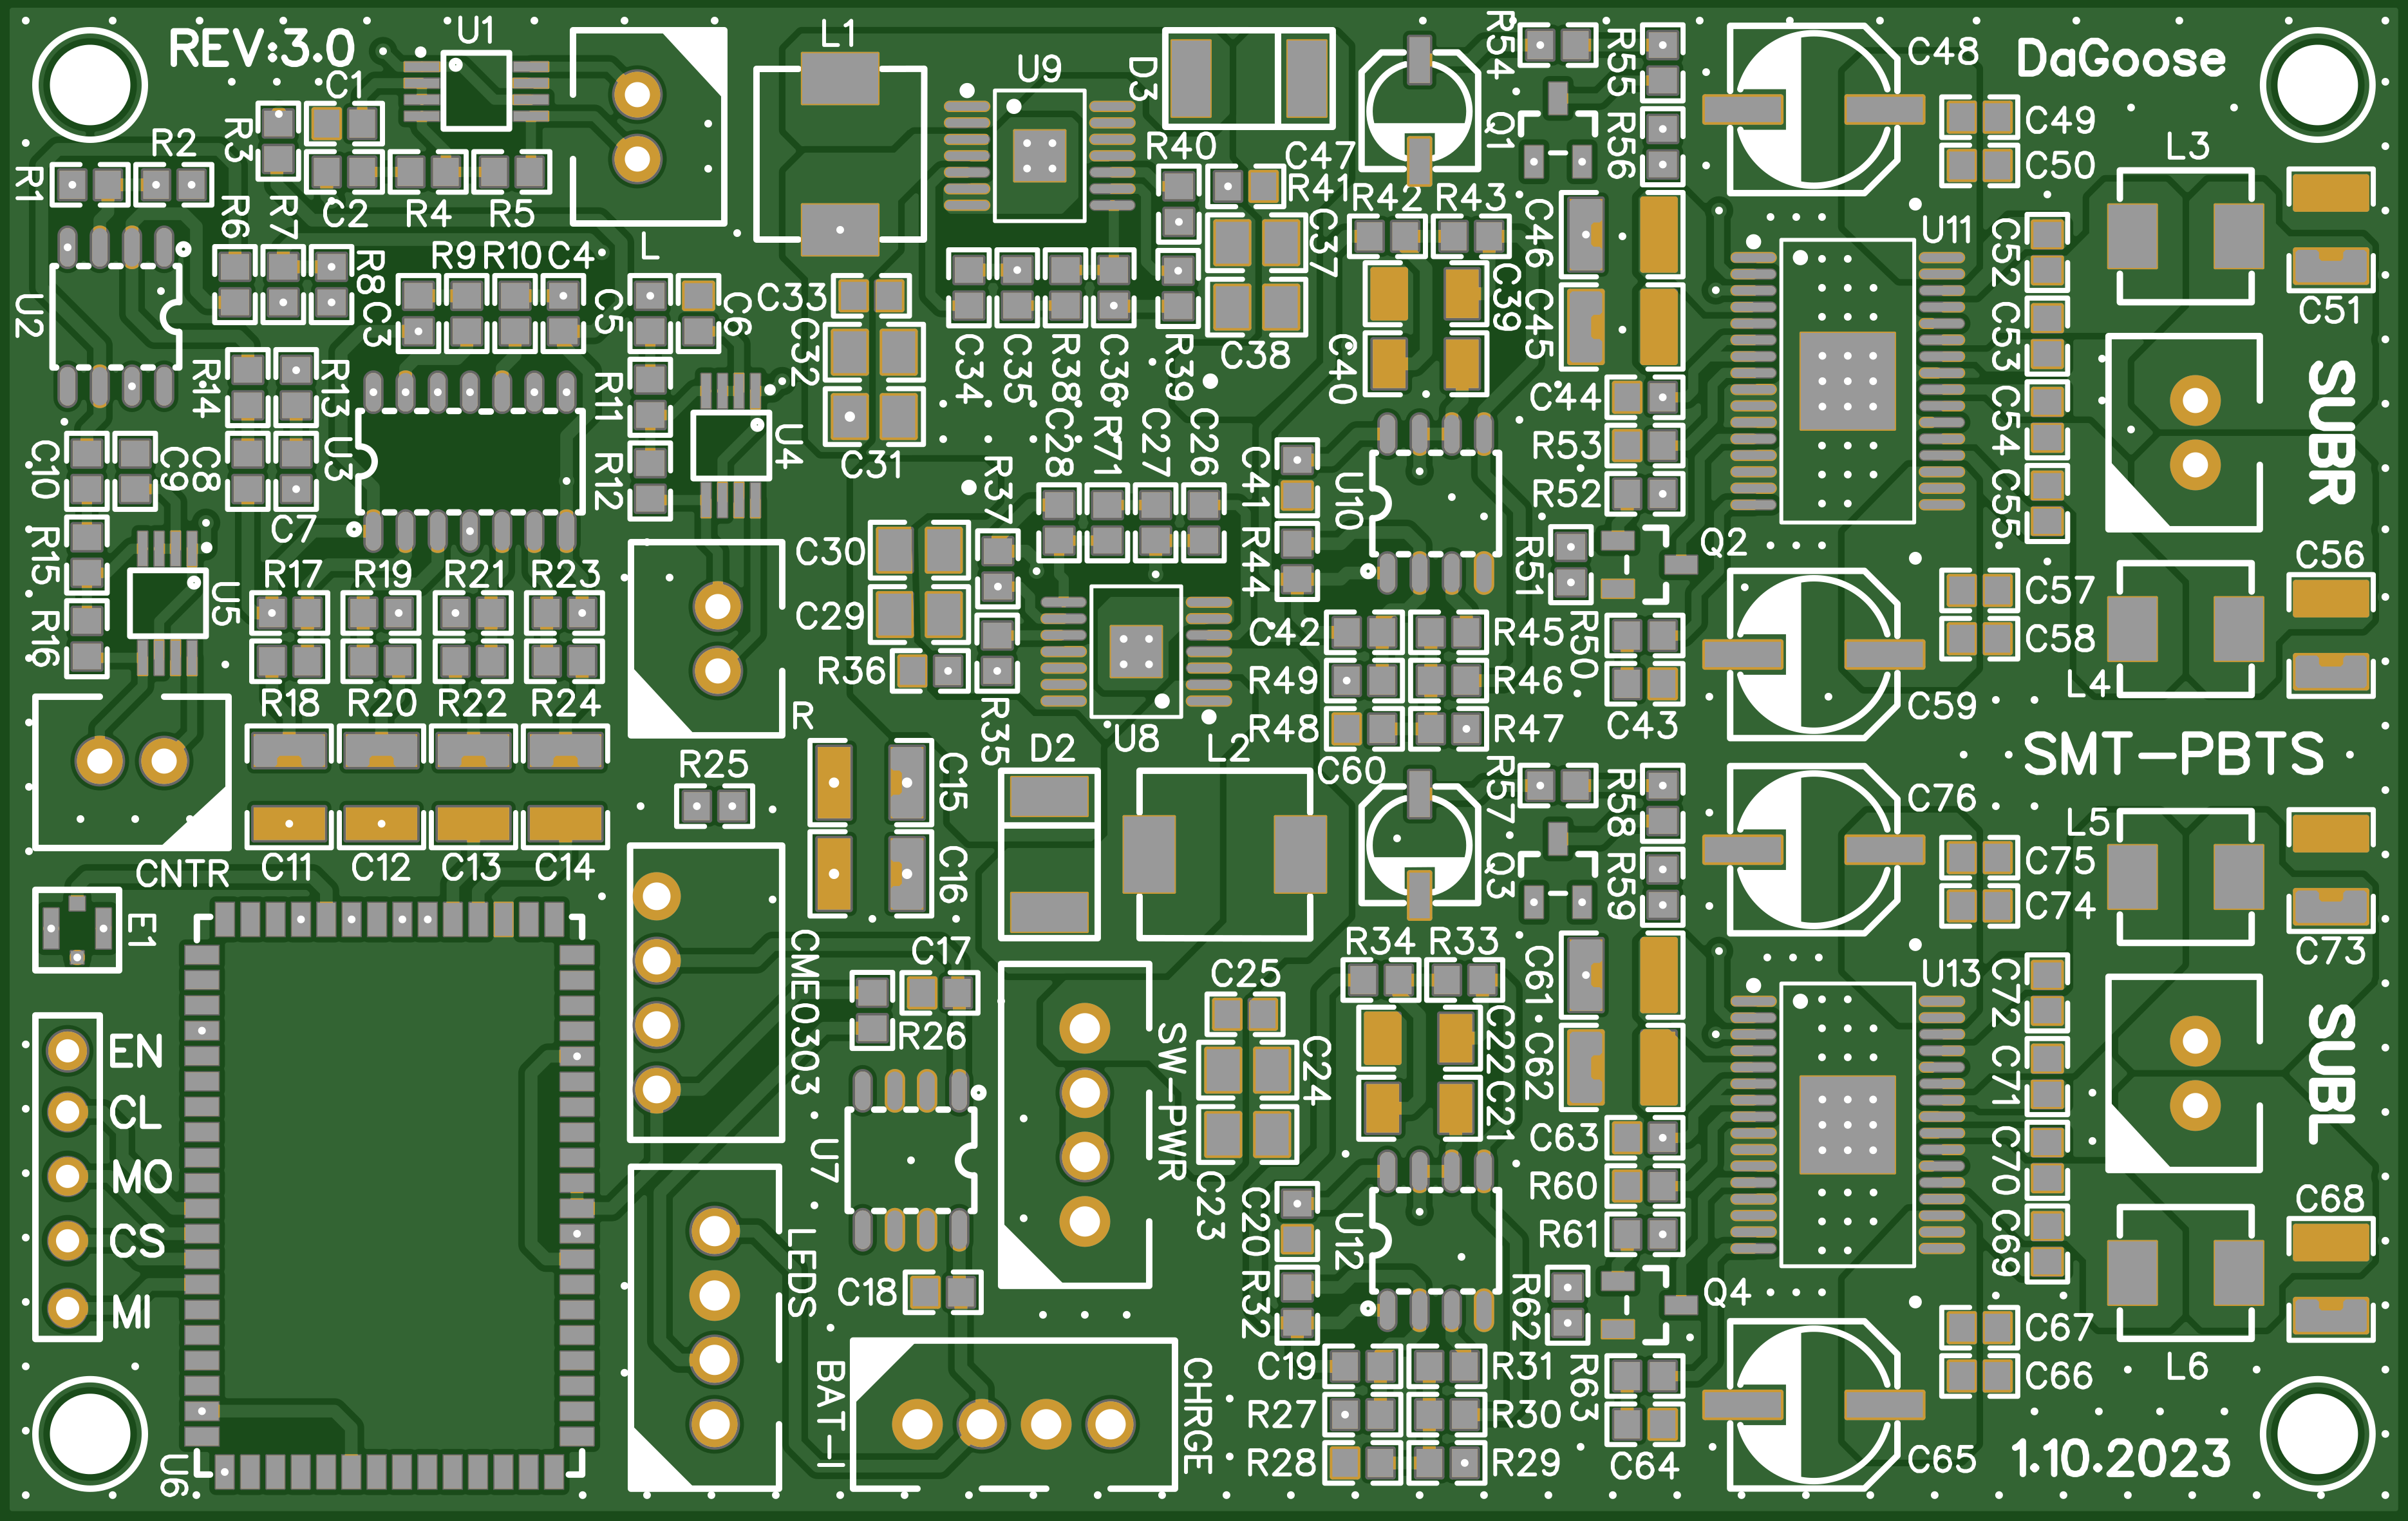 REV:3.0
U1
L1
U9
D3
R54
R55
C48
DaGoose
C1
R3
R2
R1
C2
R4
R5
R40
C47
R41
R42
R43
Q1
R56
C49
C50
L3
R6
R7
R8
R9
R10
C4
L
C37
C46
U11
C52
C51
U2
C3
C5
C6
C33
C32
C34
C35
R38
C36
R39
C38
C39
C40
C45
C53
R14
R13
R11
C44
C54
SUBR
C10
C9
C8
U3
R12
U4
C31
C28
R71
C27
C26
C41
U10
R53
R52
C55
C7
R37
R15
C30
R44
R51
Q2
C56
R17
R19
R21
R23
U5
C29
R16
C42
R45
R50
C57
C58
R36
R49
R46
R18
R20
R22
R24
R
R35
U8
R48
R47
C43
C59
L4
R25
D2
L2
C60
SMT-PBTS
C15
R57
R58
C76
L5
C16
Q3
R59
C75
C74
CNTR
C11
C12
C13
C14
E1
CME0303
C17
R34
R33
C61
U13
C72
C73
C25
R26
EN
SW-PWR
C24
C22
C62
C71
SUBL
CL
C21
U7
C63
MO
C23
C20
U12
R60
C70
C68
CS
LEDS
R61
C69
C18
R32
R62
Q4
MI
BAT-I
CHRGE
C19
R31
R63
C67
C66
L6
R27
R30
U6
R28
R29
C64
C65
1.10.2023